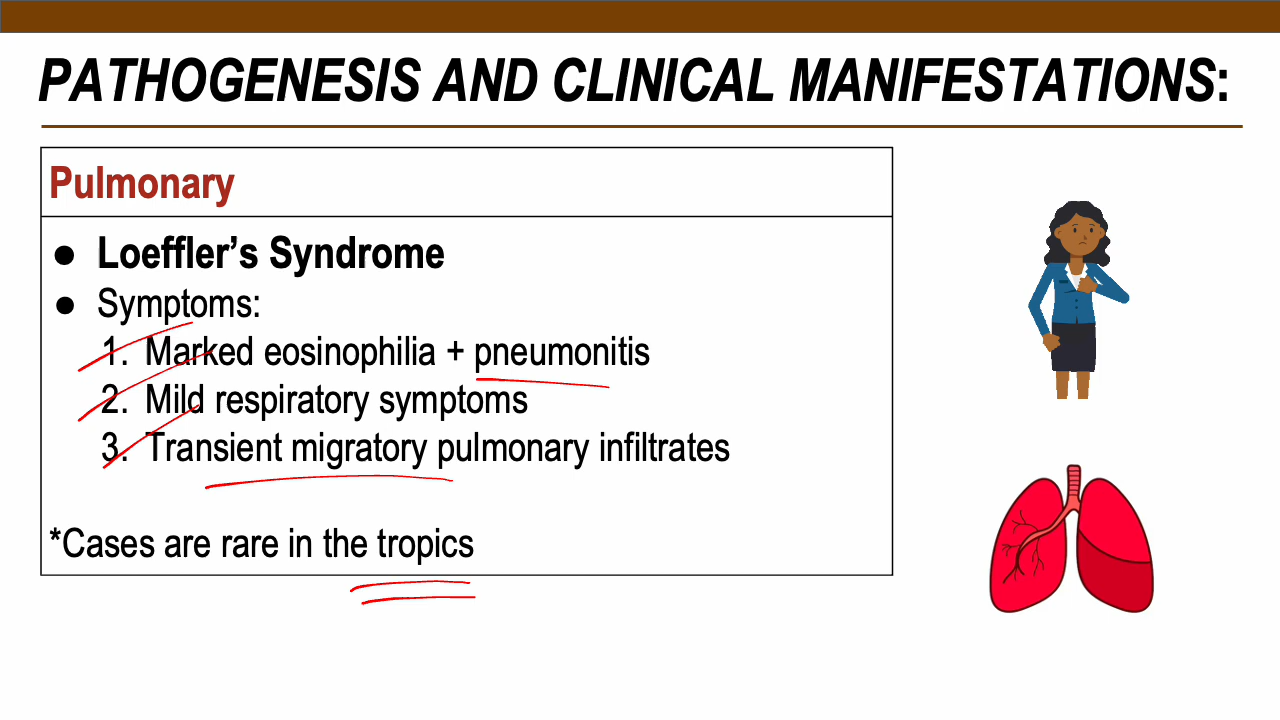 PATHOGENESIS AND CLINICAL MANIFESTATIONS:
Pulmonary
● Loeffler’s Syndrome
● Symptoms:
1. Marked eosinophilia + pneumonitis
2. Mild respiratory symptoms
3. Transient migratory pulmonary infiltrates
*Cases are rare in the tropics